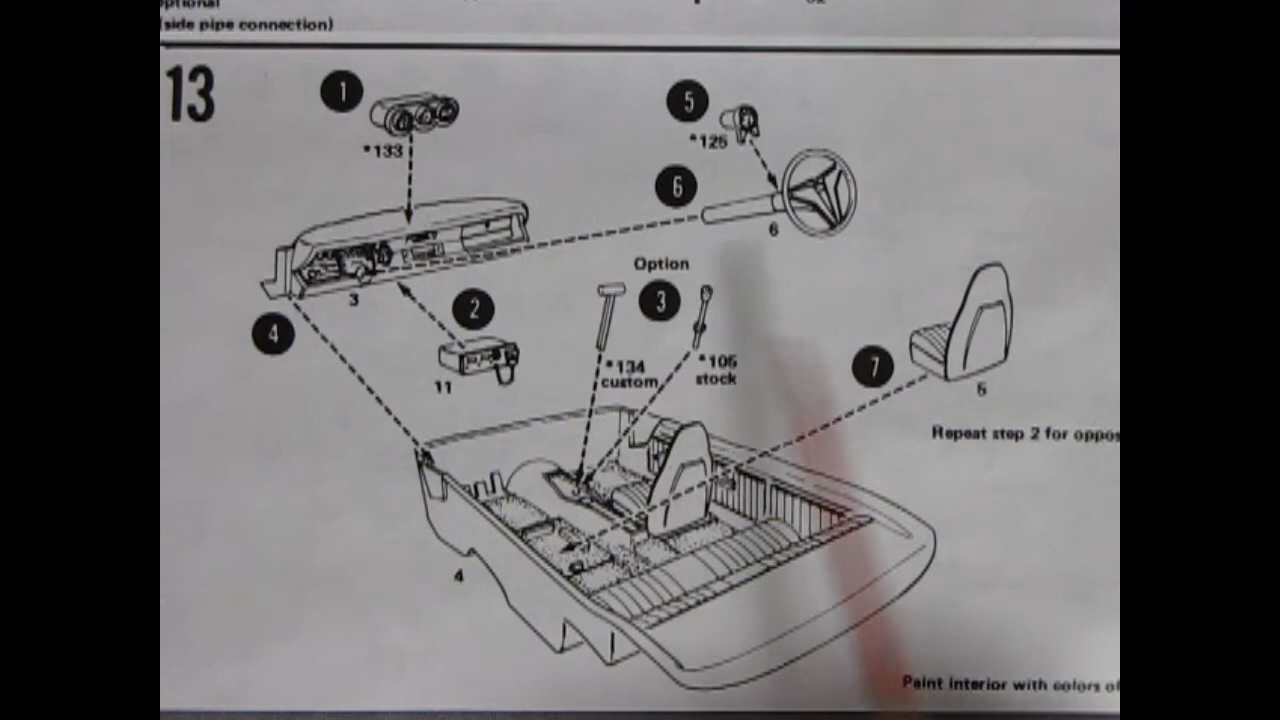 (side pipe connection)
13
1
*133
5
*125
6
6
Option
3
3
2
4
*134
custom
*105
stock
11
7
5
Repeat step 2 for
4
Paint interior with colors of